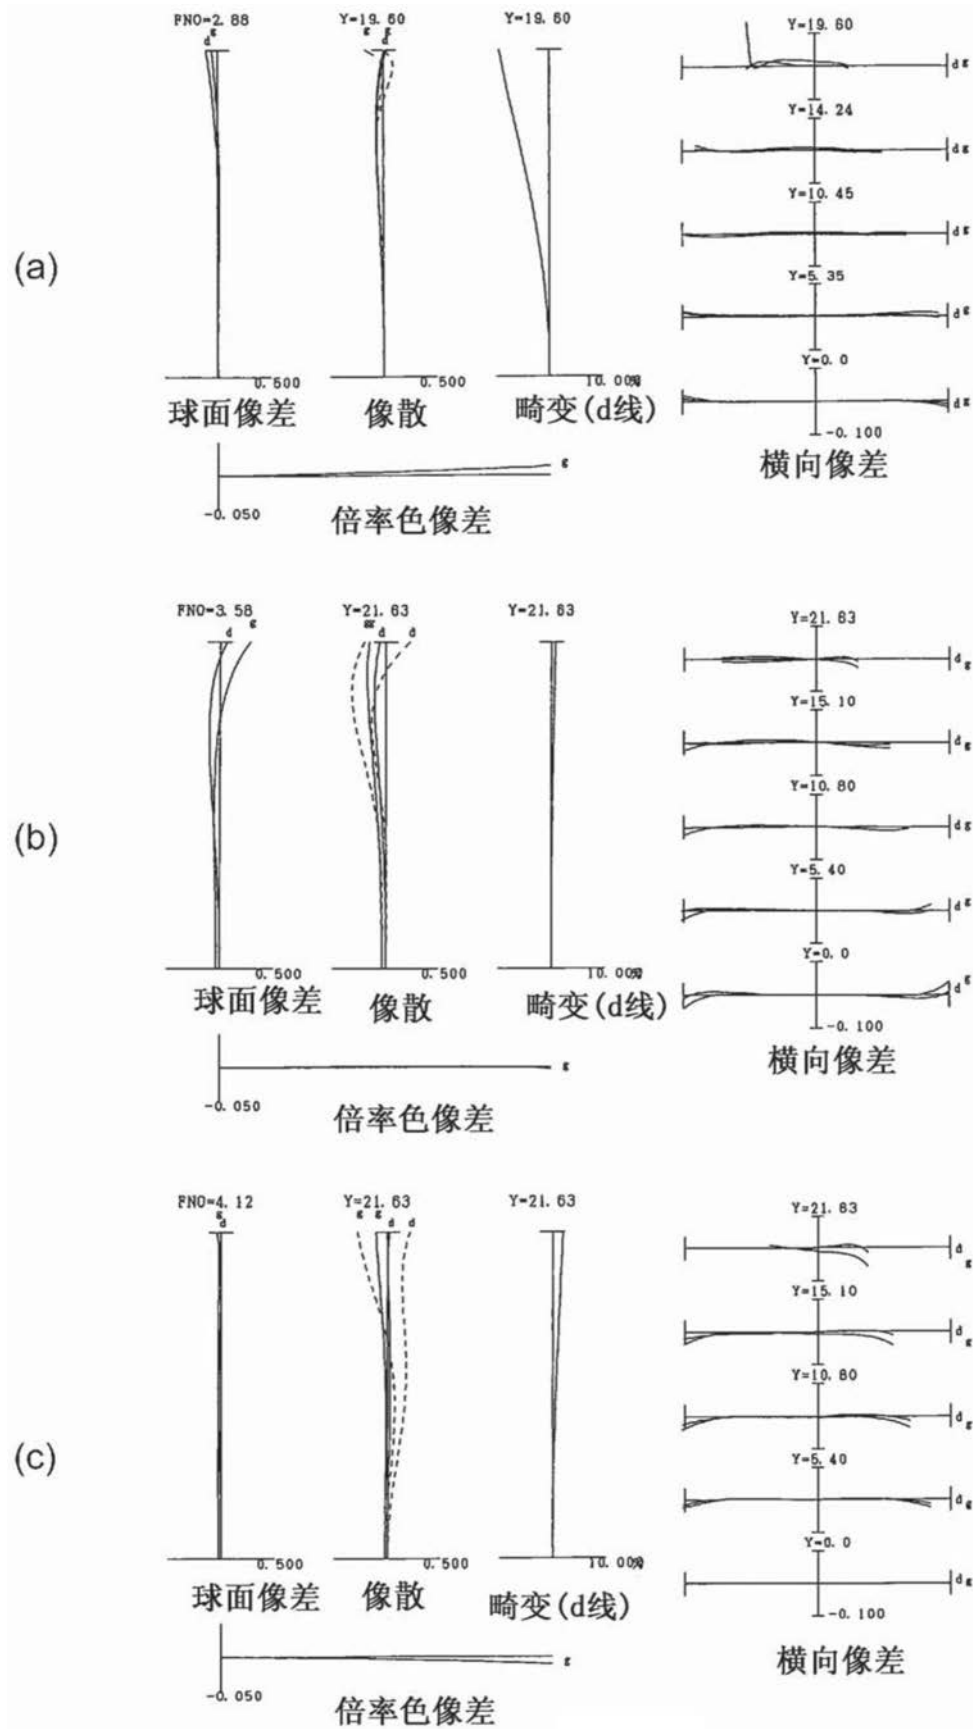 (a)
FNO=2.88
g
d
0.500
球面像差
Y=19.60
g g
d
0.500
像散
Y=19.60
10.00%
畸变(d线)
g
-0.050
倍率色像差
Y=19.60
d g
Y=14.24
d g
Y=10.45
d g
Y=5.35
d g
Y=0.0
d g
-0.100
横向像差
(b)
FNO=3.58
d g
0.500
球面像差
Y=21.63
g g d d
0.500
像散
Y=21.63
10.00%
畸变(d线)
g
-0.050
倍率色像差
Y=21.63
d g
Y=15.10
d g
Y=10.80
d g
Y=5.40
d g
Y=0.0
d g
-0.100
横向像差
(c)
FNO=4.12
g
d
0.500
球面像差
Y=21.63
g g d d
0.500
像散
Y=21.63
10.00%
畸变(d线)
g
-0.050
倍率色像差
Y=21.63
d g
Y=15.10
d g
Y=10.80
d g
Y=5.40
d g
Y=0.0
d g
-0.100
横向像差